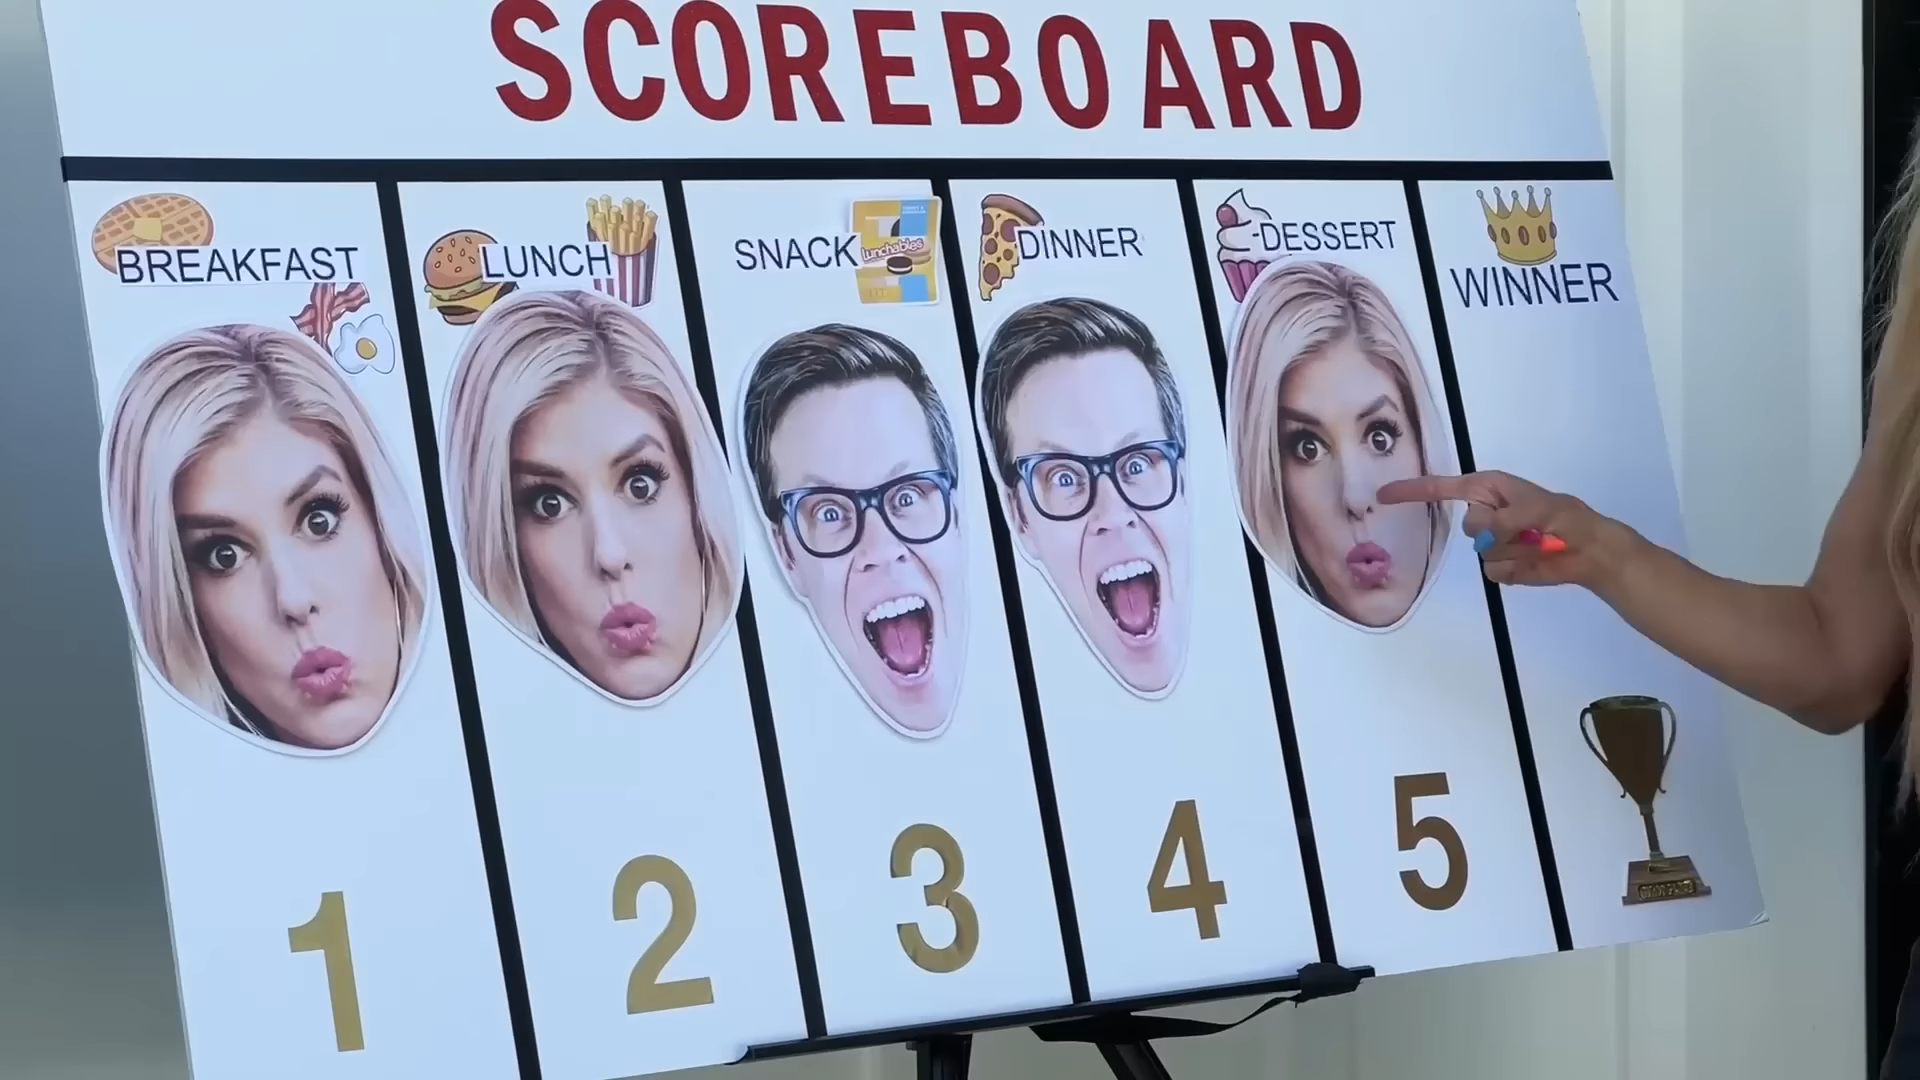 SCOREBOARD
BREAKFAST
LUNCH
SNACK
lunchables
DINNER
DESSERT
WINNER
1
2
3
4
5